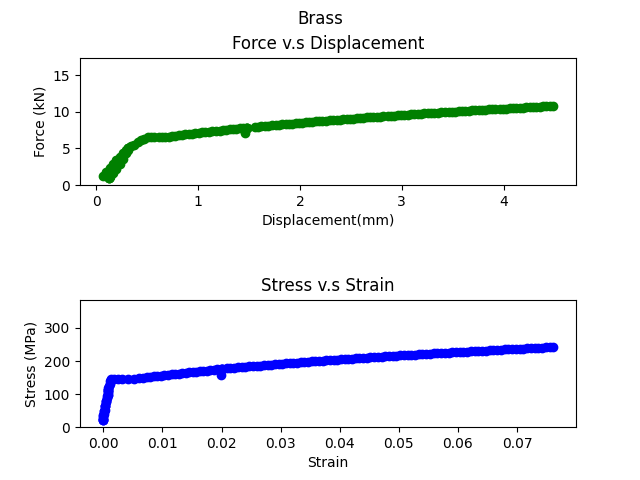 Brass
Force v.s Displacement
15
10
5
0
Force (kN)
0 1 2 3 4
Displacement(mm)
Stress v.s Strain
300
200
100
0
Stress (MPa)
0.00 0.01 0.02 0.03 0.04 0.05 0.06 0.07
Strain